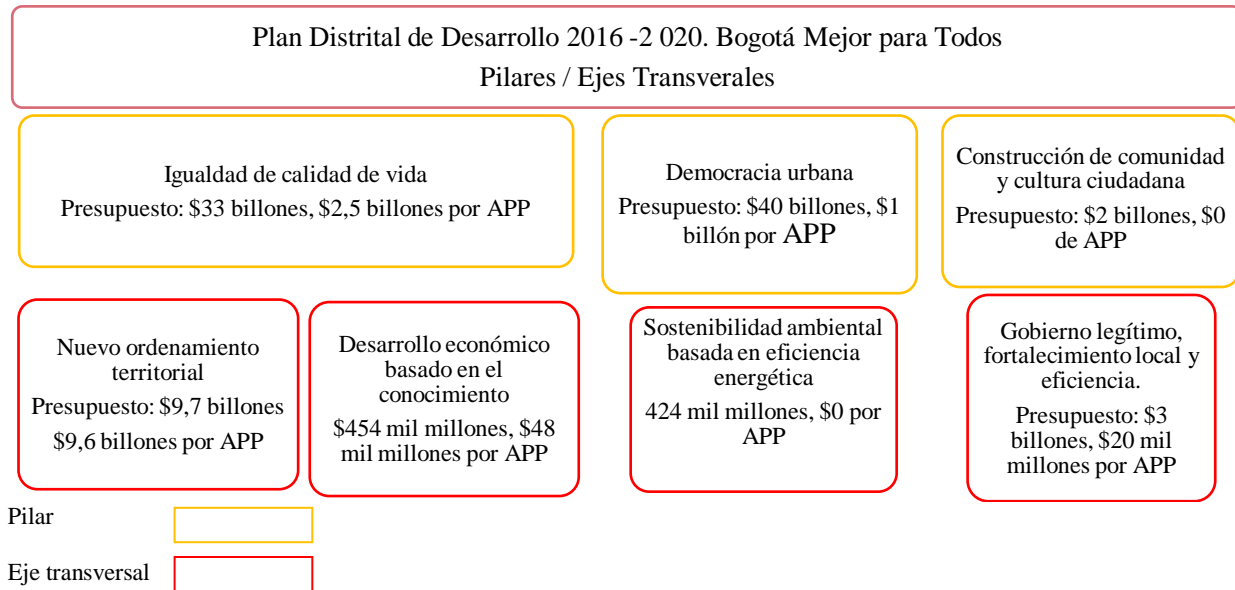 Plan Distrital de Desarrollo 2016 -2 020. Bogotá Mejor para Todos
Pilares / Ejes Transverales
Igualdad de calidad de vida
Presupuesto: $33 billones, $2,5 billones por APP
Democracia urbana
Presupuesto: $40 billones, $1
billón por APP
Construcción de comunidad
y cultura ciudadana
Presupuesto: $2 billones, $0
de APP
Nuevo ordenamiento
territorial
Presupuesto: $9,7 billones
$9,6 billones por APP
Desarrollo económico
basado en el
conocimiento
$454 mil millones, $48
mil millones por APP
Sostenibilidad ambiental
basada en eficiencia
energética
424 mil millones, $0 por
APP
Gobierno legítimo,
fortalecimiento local y
eficiencia.
Presupuesto: $3
billones, $20 mil
millones por APP
Pilar
Eje transversal